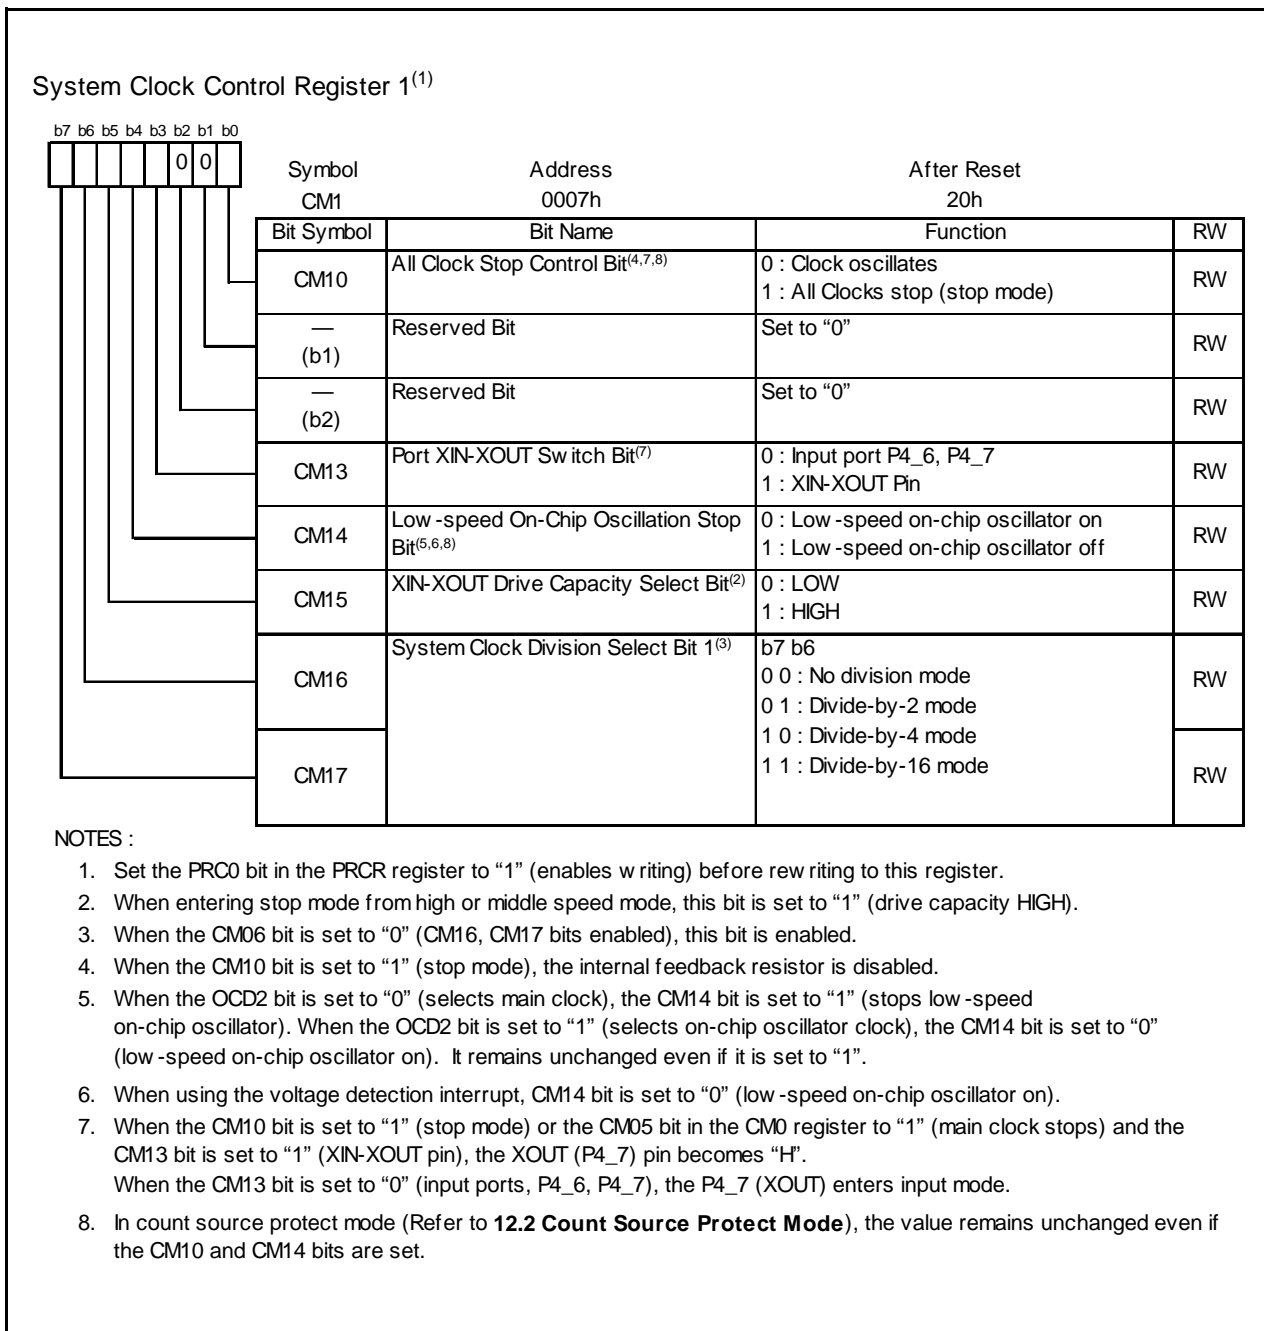 System Clock Control Register 1(1)
b7 b6 b5 b4 b3 b2 b1 b0
0 0
Symbol Address After Reset
CM1 0007h 20h
Bit Symbol Bit Name Function RW
CM10 All Clock Stop Control Bit(4,7,8) 0 : Clock oscillates RW
1 : All Clocks stop (stop mode)
— Reserved Bit Set to “0” RW
(b1)
— Reserved Bit Set to “0” RW
(b2)
CM13 Port XIN-XOUT Switch Bit(7) 0 : Input port P4_6, P4_7 RW
1 : XIN-XOUT Pin
CM14 Low-speed On-Chip Oscillation Stop 0 : Low-speed on-chip oscillator on RW
Bit(5,6,8) 1 : Low-speed on-chip oscillator off
CM15 XIN-XOUT Drive Capacity Select Bit(2) 0 : LOW RW
1 : HIGH
CM16 System Clock Division Select Bit 1(3) b7 b6 RW
0 0 : No division mode
0 1 : Divide-by-2 mode
1 0 : Divide-by-4 mode
CM17 1 1 : Divide-by-16 mode RW
NOTES :
1. Set the PRC0 bit in the PRCR register to “1” (enables writing) before rewriting to this register.
2. When entering stop mode from high or middle speed mode, this bit is set to “1” (drive capacity HIGH).
3. When the CM06 bit is set to “0” (CM16, CM17 bits enabled), this bit is enabled.
4. When the CM10 bit is set to “1” (stop mode), the internal feedback resistor is disabled.
5. When the OCD2 bit is set to “0” (selects main clock), the CM14 bit is set to “1” (stops low-speed
on-chip oscillator). When the OCD2 bit is set to “1” (selects on-chip oscillator clock), the CM14 bit is set to “0”
(low-speed on-chip oscillator on). It remains unchanged even if it is set to “1”.
6. When using the voltage detection interrupt, CM14 bit is set to “0” (low-speed on-chip oscillator on).
7. When the CM10 bit is set to “1” (stop mode) or the CM05 bit in the CM0 register to “1” (main clock stops) and the
CM13 bit is set to “1” (XIN-XOUT pin), the XOUT (P4_7) pin becomes “H”.
When the CM13 bit is set to “0” (input ports, P4_6, P4_7), the P4_7 (XOUT) enters input mode.
8. In count source protect mode (Refer to 12.2 Count Source Protect Mode), the value remains unchanged even if
the CM10 and CM14 bits are set.